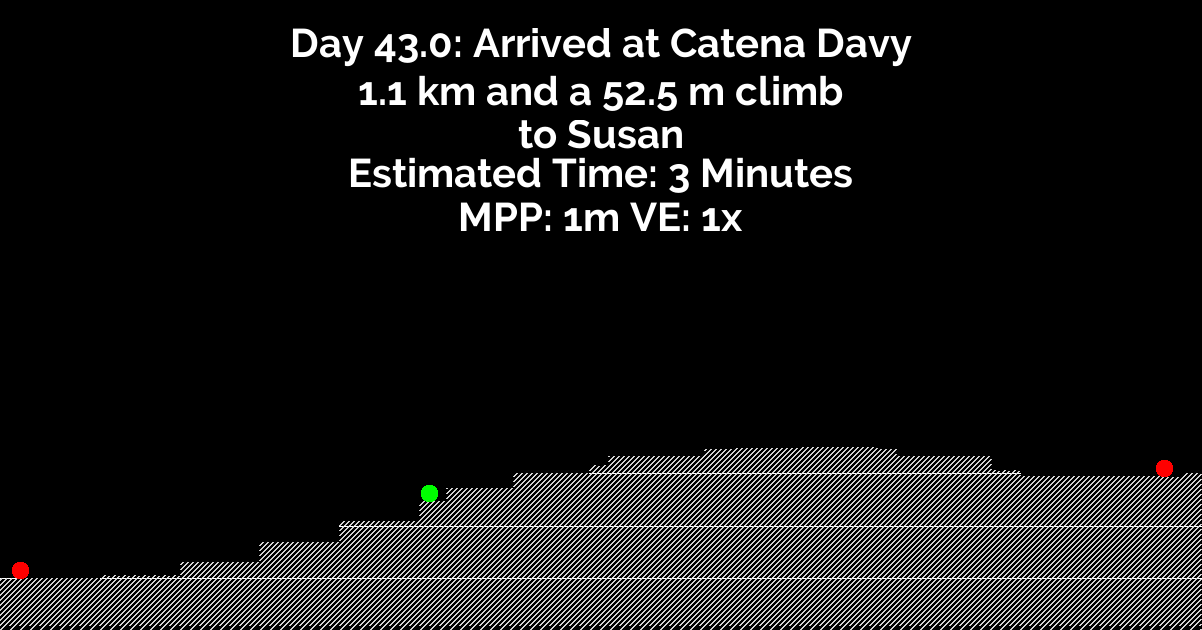 Day 43.0: Arrived at Catena Davy
1.1 km and a 52.5 m climb
to Susan
Estimated Time: 3 Minutes
MPP: 1m VE: 1x